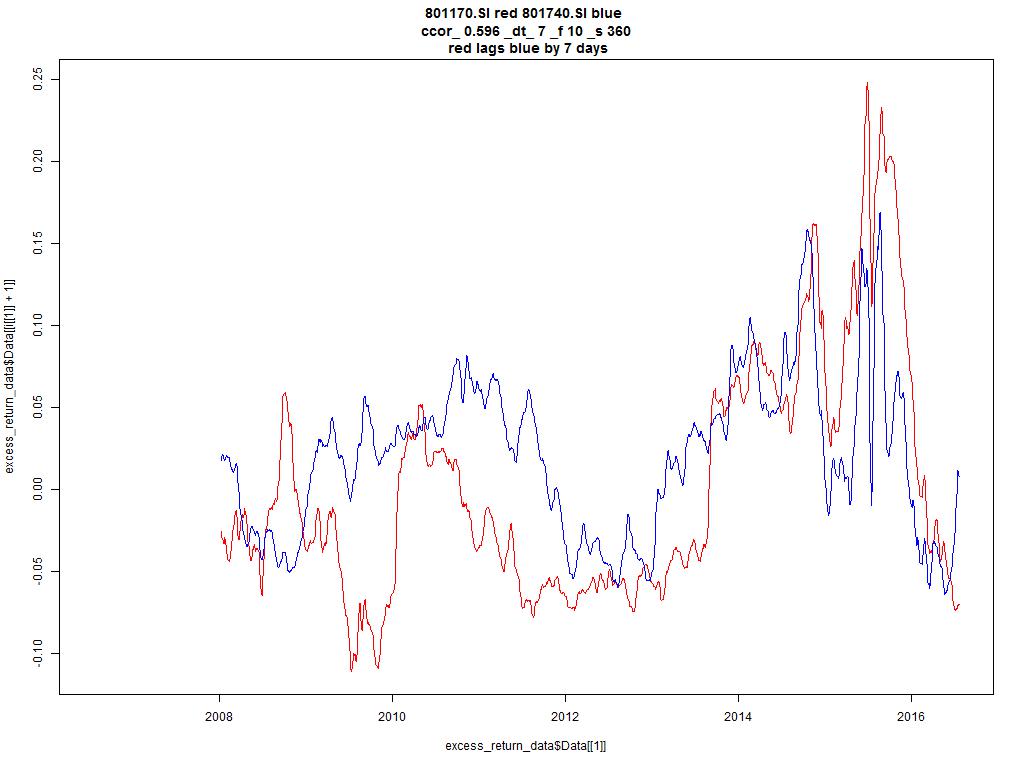 801170.SI red 801740.SI blue
ccor_ 0.596 _dt_ 7 _f 10 _s 360
red lags blue by 7 days
0.25
0.20
0.15
0.10
0.05
0.00
-0.05
-0.10
excess_return_data$Data[[i[[1]] + 1]]
2008
2010
2012
2014
2016
excess_return_data$Data[[1]]